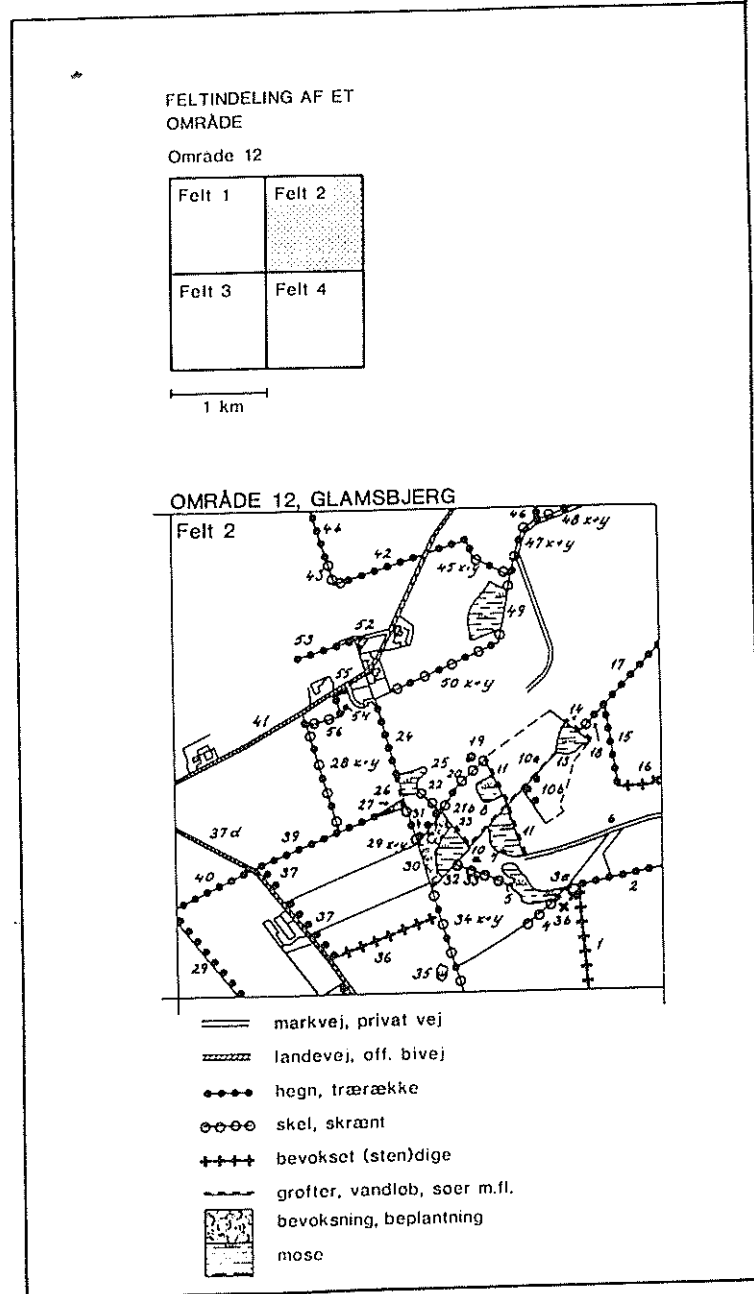 FELTINDELING AF ET
OMRÅDE
Område 12
Felt 1
Felt 2
Felt 3
Felt 4
1 km
OMRÅDE 12, GLAMSBJERG
Felt 2
46
48 x+y
47 x+y
42
45 x+y
43
49
52
53
17
55
50 x+y
54
41
56
14
15
18
24
19
13
16
28 x+y
25
10a
20
11
22
10b
26
21b
8
27
31
23
6
37d
39
29 x+y
11
10
7
30
32
33
3a
2
40
37
5
37
34 x+y
4
3b
36
1
29
35
markvej, privat vej
landevej, off. bivej
hegn, trærække
skel, skrænt
bevokset (sten)dige
grøfter, vandløb, søer m.fl.
bevoksning, beplantning
mose